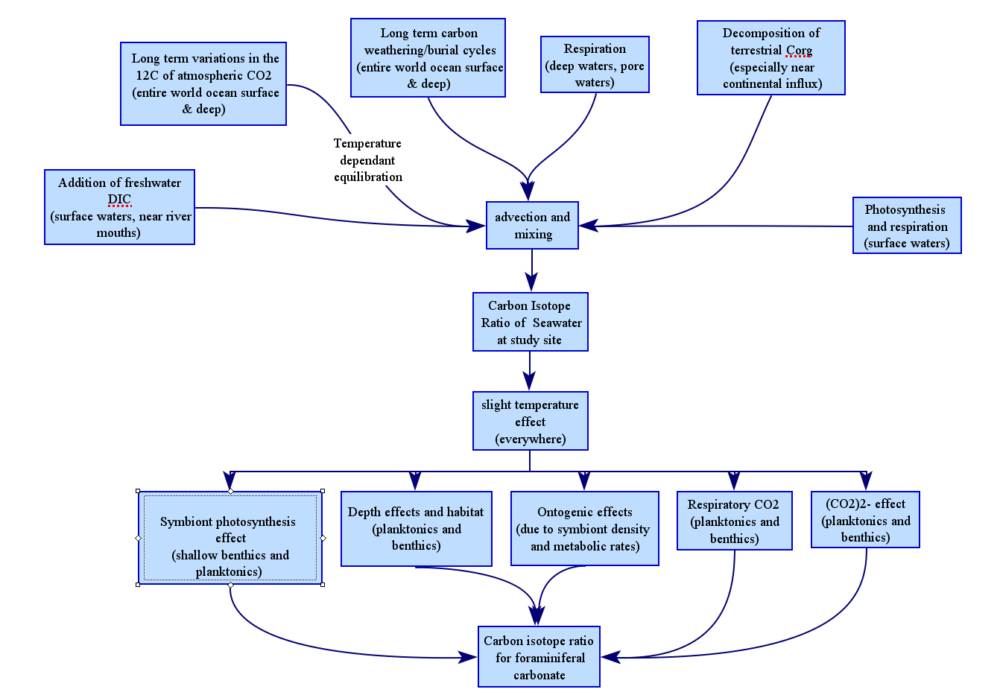 Long term variations in the
12C of atmospheric CO2
(entire world ocean surface
& deep)
Long term carbon
weathering/burial cycles
(entire world ocean surface
& deep)
Respiration
(deep waters, pore
waters)
Decomposition of
terrestrial Corg
(especially near
continental influx)
Temperature
dependant
equilibration
Addition of freshwater
DIC
(surface waters, near river
mouths)
advection and
mixing
Photosynthesis
and respiration
(surface waters)
Carbon Isotope
Ratio of Seawater
at study site
slight temperature
effect
(everywhere)
Symbiont photosynthesis
effect
(shallow benthics and
planktonics)
Depth effects and habitat
(planktonics and
benthics)
Ontogenic effects
(due to symbiont density
and metabolic rates)
Respiratory CO2
(planktonics and
benthics)
(CO2)2- effect
(planktonics and
benthics)
Carbon isotope ratio
for foraminiferal
carbonate